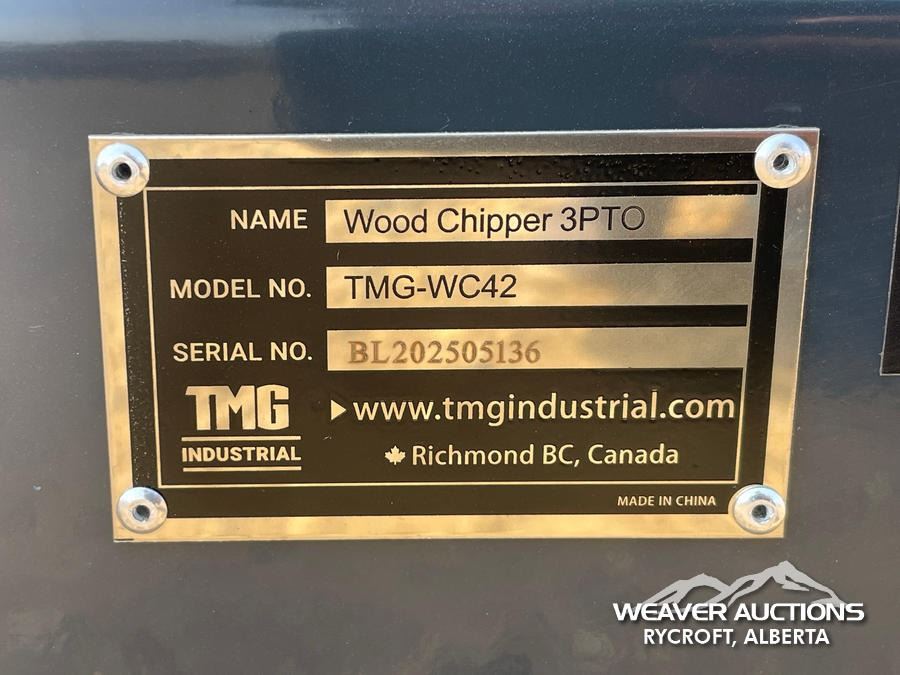 NAME Wood Chipper 3PTO
MODEL NO. TMG-WC42
SERIAL NO. BL202505136
TMG
INDUSTRIAL
www.tmgindustrial.com
Richmond BC, Canada
MADE IN CHINA
WEAVER AUCTIONS
RYCROFT, ALBERTA